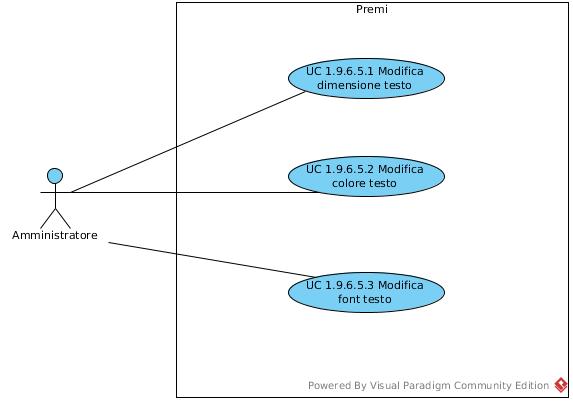 Premi
UC 1.9.6.5.1 Modifica
dimensione testo
UC 1.9.6.5.2 Modifica
colore testo
Amministratore
UC 1.9.6.5.3 Modifica
font testo
Powered By Visual Paradigm Community Edition